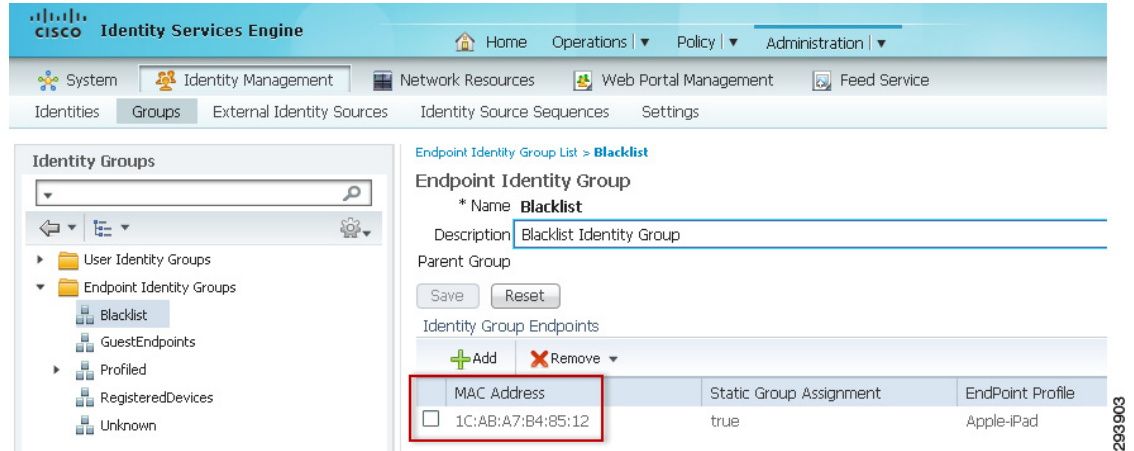 cisco Identity Services Engine
Home Operations | Policy | Administration |
System Identity Management Network Resources Web Portal Management Feed Service
Identities Groups External Identity Sources Identity Source Sequences Settings
Identity Groups
User Identity Groups
Endpoint Identity Groups
Blacklist
GuestEndpoints
Profiled
RegisteredDevices
Unknown
Endpoint Identity Group List > Blacklist
Endpoint Identity Group
* Name Blacklist
Description Blacklist Identity Group
Parent Group
Save Reset
Identity Group Endpoints
Add Remove
MAC Address Static Group Assignment EndPoint Profile
1C:AB:A7:B4:85:12 true Apple-iPad
293903